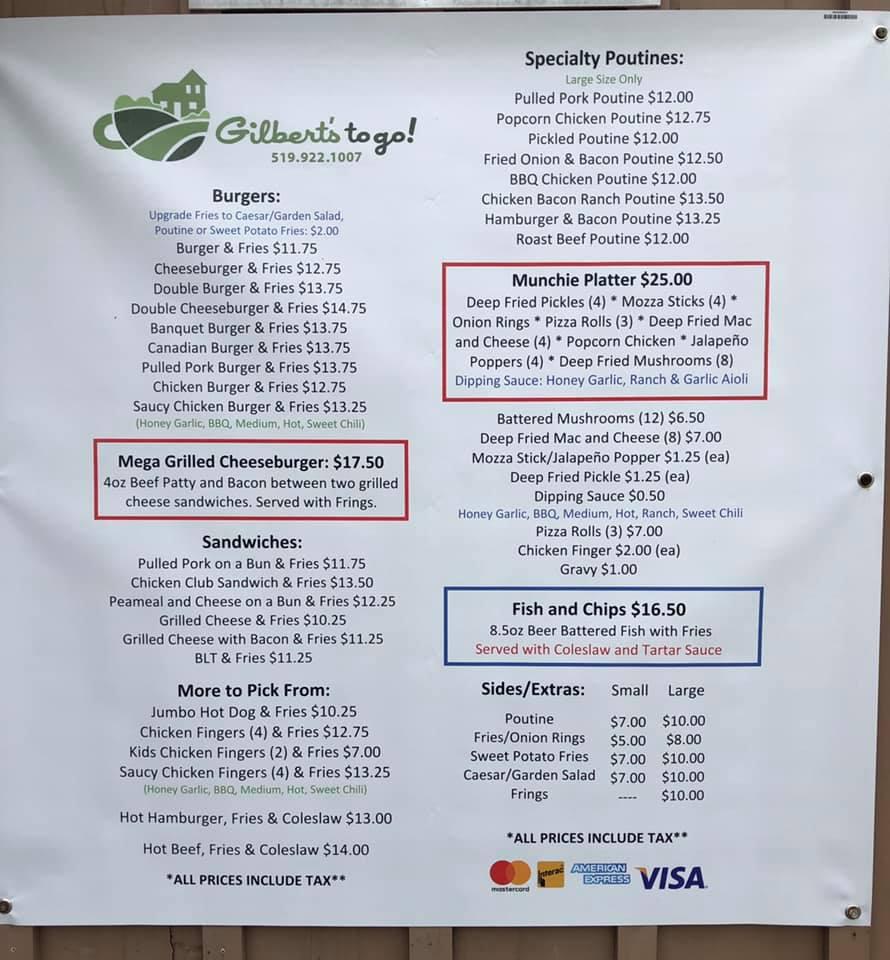 Gilbert's to go!
519.922.1007
Burgers:
Upgrade Fries to Caesar/Garden Salad,
Poutine or Sweet Potato Fries: $2.00
Burger & Fries $11.75
Cheeseburger & Fries $12.75
Double Burger & Fries $13.75
Double Cheeseburger & Fries $14.75
Banquet Burger & Fries $13.75
Canadian Burger & Fries $13.75
Pulled Pork Burger & Fries $13.75
Chicken Burger & Fries $12.75
Saucy Chicken Burger & Fries $13.25
(Honey Garlic, BBQ, Medium, Hot, Sweet Chili)
Mega Grilled Cheeseburger: $17.50
4oz Beef Patty and Bacon between two grilled
cheese sandwiches. Served with Frings.
Sandwiches:
Pulled Pork on a Bun & Fries $11.75
Chicken Club Sandwich & Fries $13.50
Peameal and Cheese on a Bun & Fries $12.25
Grilled Cheese & Fries $10.25
Grilled Cheese with Bacon & Fries $11.25
BLT & Fries $11.25
More to Pick From:
Jumbo Hot Dog & Fries $10.25
Chicken Fingers (4) & Fries $12.75
Kids Chicken Fingers (2) & Fries $7.00
Saucy Chicken Fingers (4) & Fries $13.25
(Honey Garlic, BBQ, Medium, Hot, Sweet Chili)
Hot Hamburger, Fries & Coleslaw $13.00
Hot Beef, Fries & Coleslaw $14.00
*ALL PRICES INCLUDE TAX**
Specialty Poutines:
Large Size Only
Pulled Pork Poutine $12.00
Popcorn Chicken Poutine $12.75
Pickled Poutine $12.00
Fried Onion & Bacon Poutine $12.50
BBQ Chicken Poutine $12.00
Chicken Bacon Ranch Poutine $13.50
Hamburger & Bacon Poutine $13.25
Roast Beef Poutine $12.00
Munchie Platter $25.00
Deep Fried Pickles (4) * Mozza Sticks (4) *
Onion Rings * Pizza Rolls (3) * Deep Fried Mac
and Cheese (4) * Popcorn Chicken * Jalapeño
Poppers (4) * Deep Fried Mushrooms (8)
Dipping Sauce: Honey Garlic, Ranch & Garlic Aioli
Battered Mushrooms (12) $6.50
Deep Fried Mac and Cheese (8) $7.00
Mozza Stick/Jalapeño Popper $1.25 (ea)
Deep Fried Pickle $1.25 (ea)
Dipping Sauce $0.50
Honey Garlic, BBQ, Medium, Hot, Ranch, Sweet Chili
Pizza Rolls (3) $7.00
Chicken Finger $2.00 (ea)
Gravy $1.00
Fish and Chips $16.50
8.5oz Beer Battered Fish with Fries
Served with Coleslaw and Tartar Sauce
Sides/Extras: Small Large
Poutine $7.00 $10.00
Fries/Onion Rings $5.00 $8.00
Sweet Potato Fries $7.00 $10.00
Caesar/Garden Salad $7.00 $10.00
Frings ---- $10.00
*ALL PRICES INCLUDE TAX**
mastercard Interac AMERICAN EXPRESS VISA